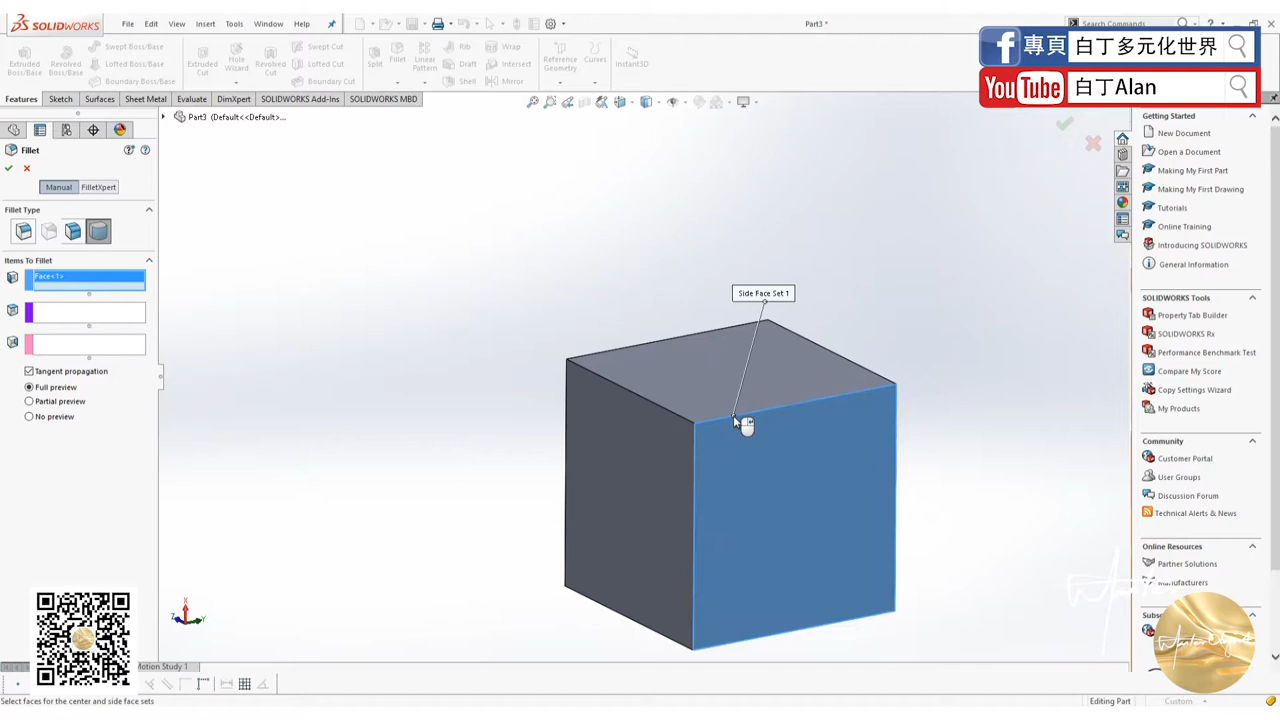 SOLIDWORKS
File Edit View Insert Tools Window Help
Part3 *
Search Commands
Extruded Boss/Base
Revolved Boss/Base
Swept Boss/Base
Lofted Boss/Base
Boundary Boss/Base
Extruded Cut
Hole Wizard
Revolved Cut
Swept Cut
Lofted Cut
Boundary Cut
Split
Fillet
Linear Pattern
Rib
Draft
Shell
Wrap
Intersect
Mirror
Reference Geometry
Curves
Instant3D
f 專頁 白丁多元化世界
YouTube 白丁Alan
Features Sketch Surfaces Sheet Metal Evaluate DimXpert SOLIDWORKS Add-Ins SOLIDWORKS MBD
Part3 (Default<<Default>...
Fillet
Manual FilletXpert
Fillet Type
Items To Fillet
Face<1>
Tangent propagation
Full preview
Partial preview
No preview
Side Face Set 1
Getting Started
New Document
Open a Document
Making My First Part
Making My First Drawing
Tutorials
Online Training
Introducing SOLIDWORKS
General Information
SOLIDWORKS Tools
Property Tab Builder
SOLIDWORKS Rx
Performance Benchmark Test
Compare My Score
Copy Settings Wizard
My Products
Community
Customer Portal
User Groups
Discussion Forum
Technical Alerts & News
Online Resources
Partner Solutions
Manufacturers
X
Z
Y
Motion Study 1
Select faces for the center and side face sets
Editing Part
Custom